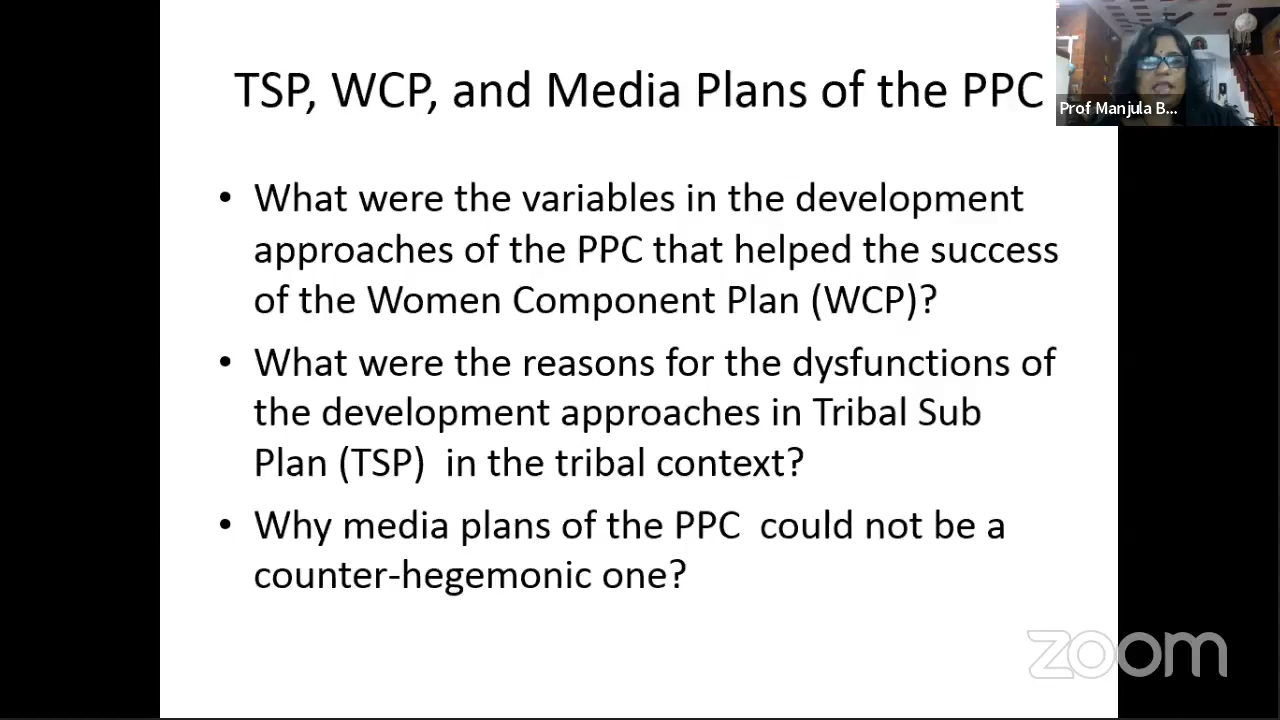 TSP, WCP, and Media Plans of the PPC
Prof Manjula B...
• What were the variables in the development
approaches of the PPC that helped the success
of the Women Component Plan (WCP)?
• What were the reasons for the dysfunctions of
the development approaches in Tribal Sub
Plan (TSP)  in the tribal context?
• Why media plans of the PPC  could not be a
counter-hegemonic one?
zoom